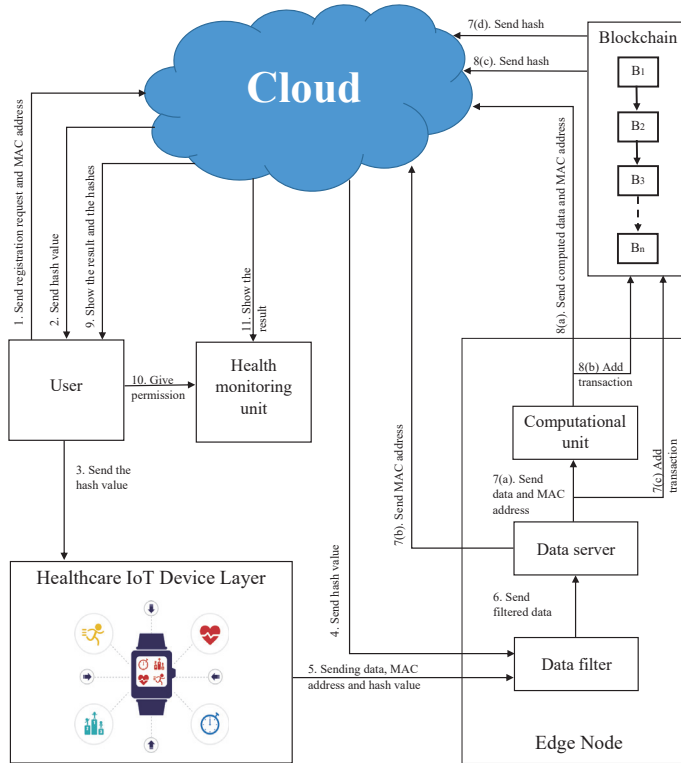 7(d). Send hash
Blockchain
8(c). Send hash
Cloud
B1
B2
B3
Bn
1. Send registration request and MAC address
2. Send hash value
9. Show the result and the hashes
11. Show the
result
8(a). Send computed data and MAC address
User
10. Give
permission
Health
monitoring
unit
8(b) Add
transaction
Computational
unit
3. Send the
hash value
7(b). Send MAC address
7(a). Send
data and MAC
address
7(c) Add
transaction
Data server
Healthcare IoT Device Layer
4. Send hash value
6. Send
filtered data
5. Sending data, MAC
address and hash value
Data filter
Edge Node